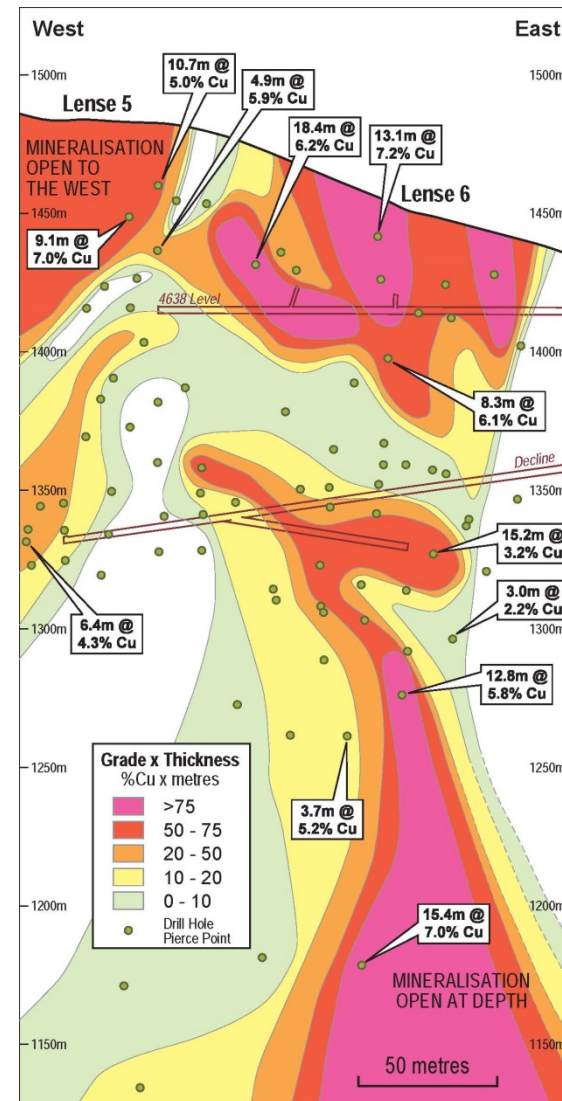 West
East
1500m
1500m
10.7m @
5.0% Cu
4.9m @
5.9% Cu
Lense 5
18.4m @
6.2% Cu
13.1m @
7.2% Cu
MINERALISATION
OPEN TO
THE WEST
Lense 6
1450m
1450m
9.1m @
7.0% Cu
4638 Level
1400m
1400m
8.3m @
6.1% Cu
Decline
1350m
1350m
15.2m @
3.2% Cu
6.4m @
4.3% Cu
3.0m @
2.2% Cu
1300m
1300m
12.8m @
5.8% Cu
1250m
1250m
Grade x Thickness
%Cu x metres
>75
50 - 75
20 - 50
10 - 20
0 - 10
Drill Hole
Pierce Point
3.7m @
5.2% Cu
1200m
1200m
15.4m @
7.0% Cu
MINERALISATION
OPEN AT DEPTH
1150m
1150m
50 metres